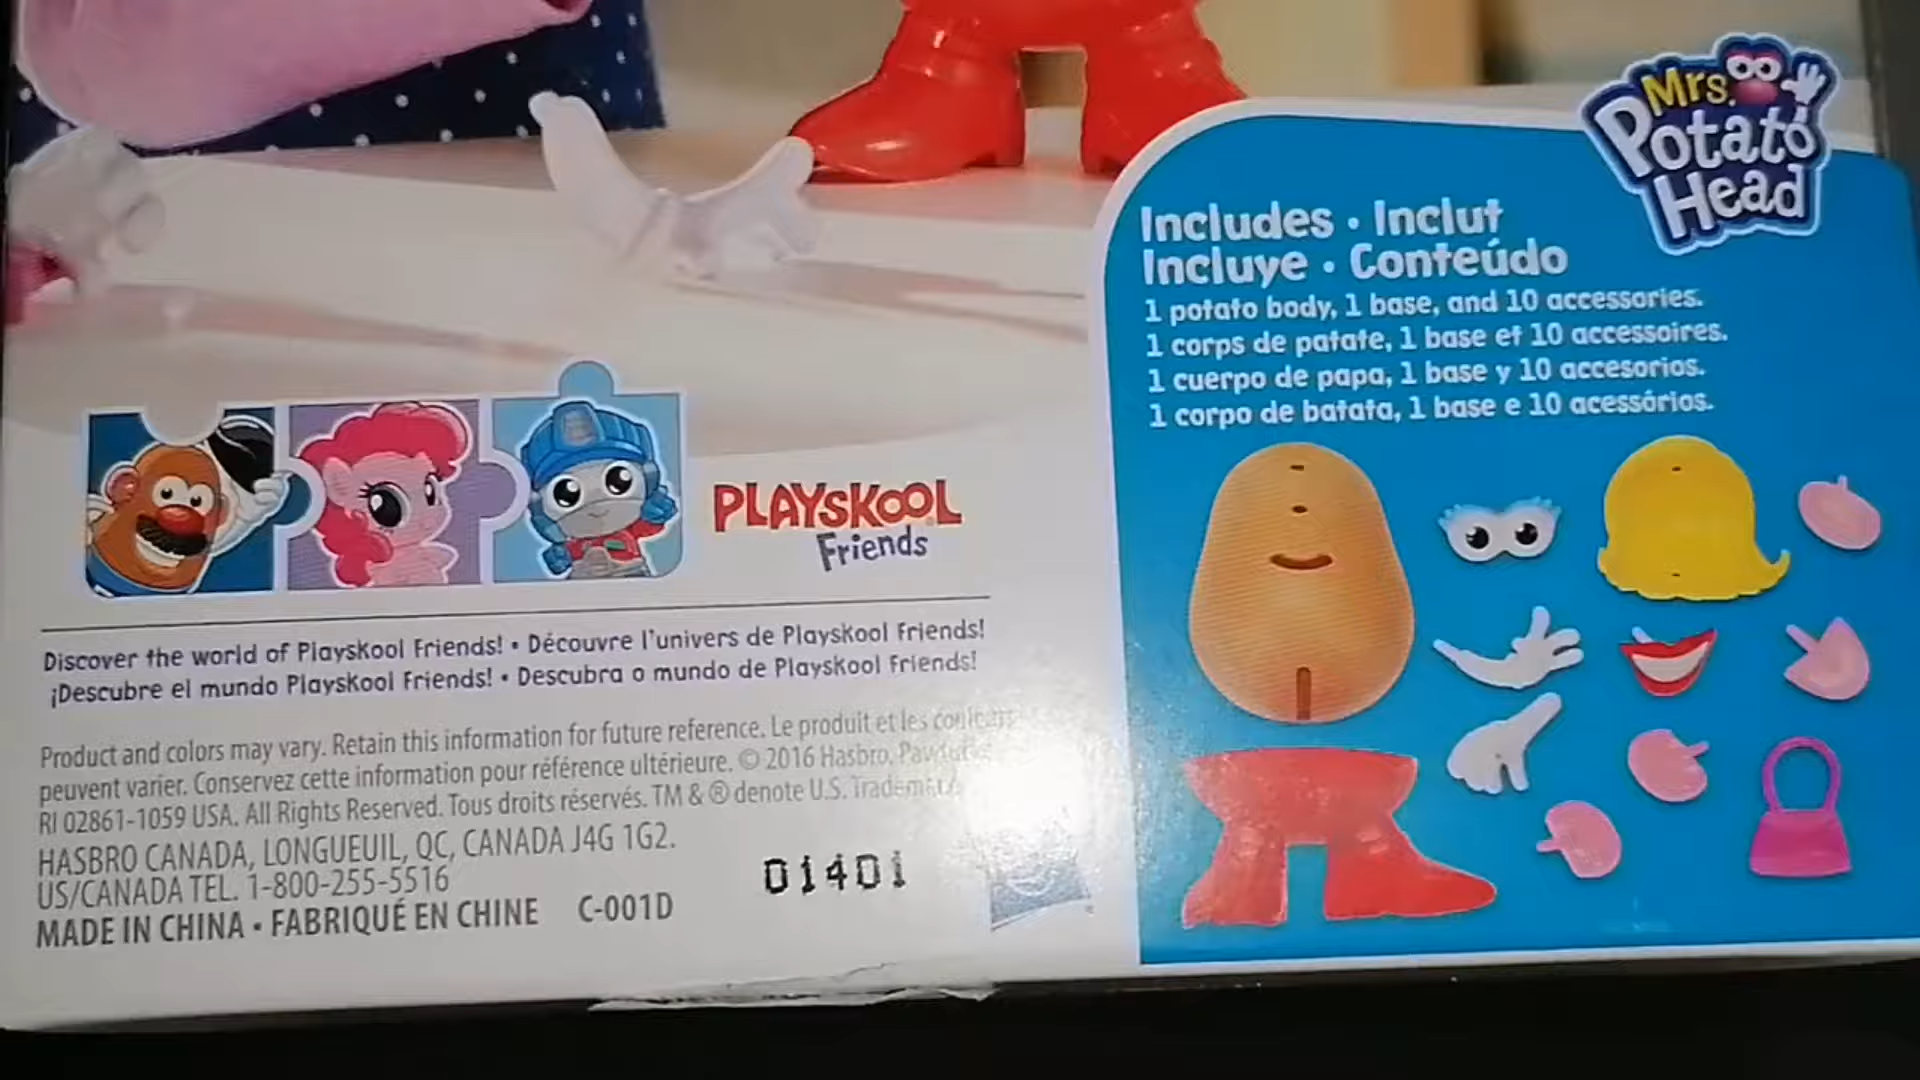 Mrs.
Potato
Head
Includes • Inclut
Incluye • Conteúdo
1 potato body, 1 base, and 10 accessories.
1 corps de patate, 1 base et 10 accessoires.
1 cuerpo de papa, 1 base y 10 accesorios.
1 corpo de batata, 1 base e 10 acessórios.
PLAYSKOOL
Friends
Discover the world of Playskool Friends! • Découvre l'univers de Playskool Friends!
¡Descubre el mundo Playskool Friends! • Descubra o mundo de Playskool Friends!
Product and colors may vary. Retain this information for future reference. Le produit et les couleurs
peuvent varier. Conservez cette information pour référence ultérieure. © 2016 Hasbro,
RI 02861-1059 USA. All Rights Reserved. Tous droits réservés. TM & ® denote U.S.
HASBRO CANADA, LONGUEUIL, QC, CANADA J4G 1G2.
US/CANADA TEL. 1-800-255-5516
MADE IN CHINA • FABRIQUÉ EN CHINE C-001D
01401